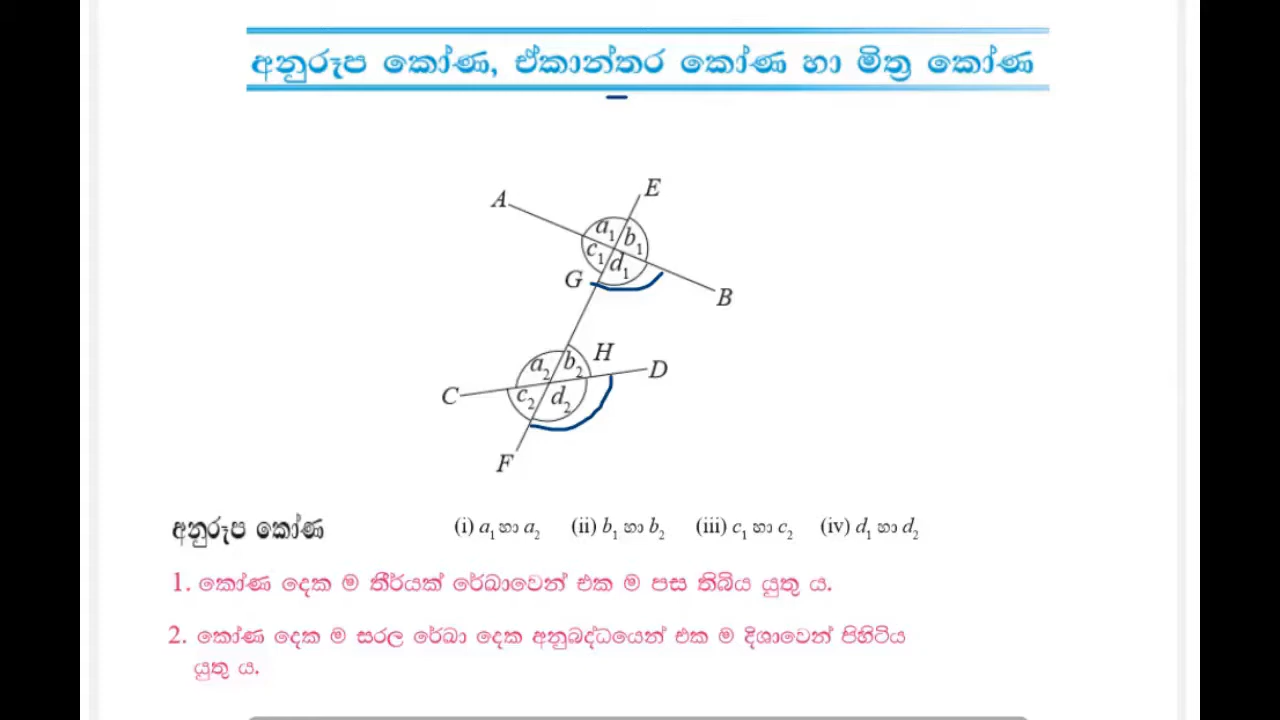 අනුරූප කෝණ, ඒකාන්තර කෝණ හා මිත්‍ර කෝණ
E
A
a₁ b₁
c₁ d₁
G
B
H
a₂ b₂
D
C
c₂ d₂
F
අනුරූප කෝණ (i) a₁ හා a₂ (ii) b₁ හා b₂ (iii) c₁ හා c₂ (iv) d₁ හා d₂
1. කෝණ දෙක ම තීර්යක් රේඛාවෙන් එක ම පස තිබිය යුතු ය.
2. කෝණ දෙක ම සරල රේඛා දෙක අනුබද්ධයෙන් එක ම දිශාවෙන් පිහිටිය
යුතු ය.